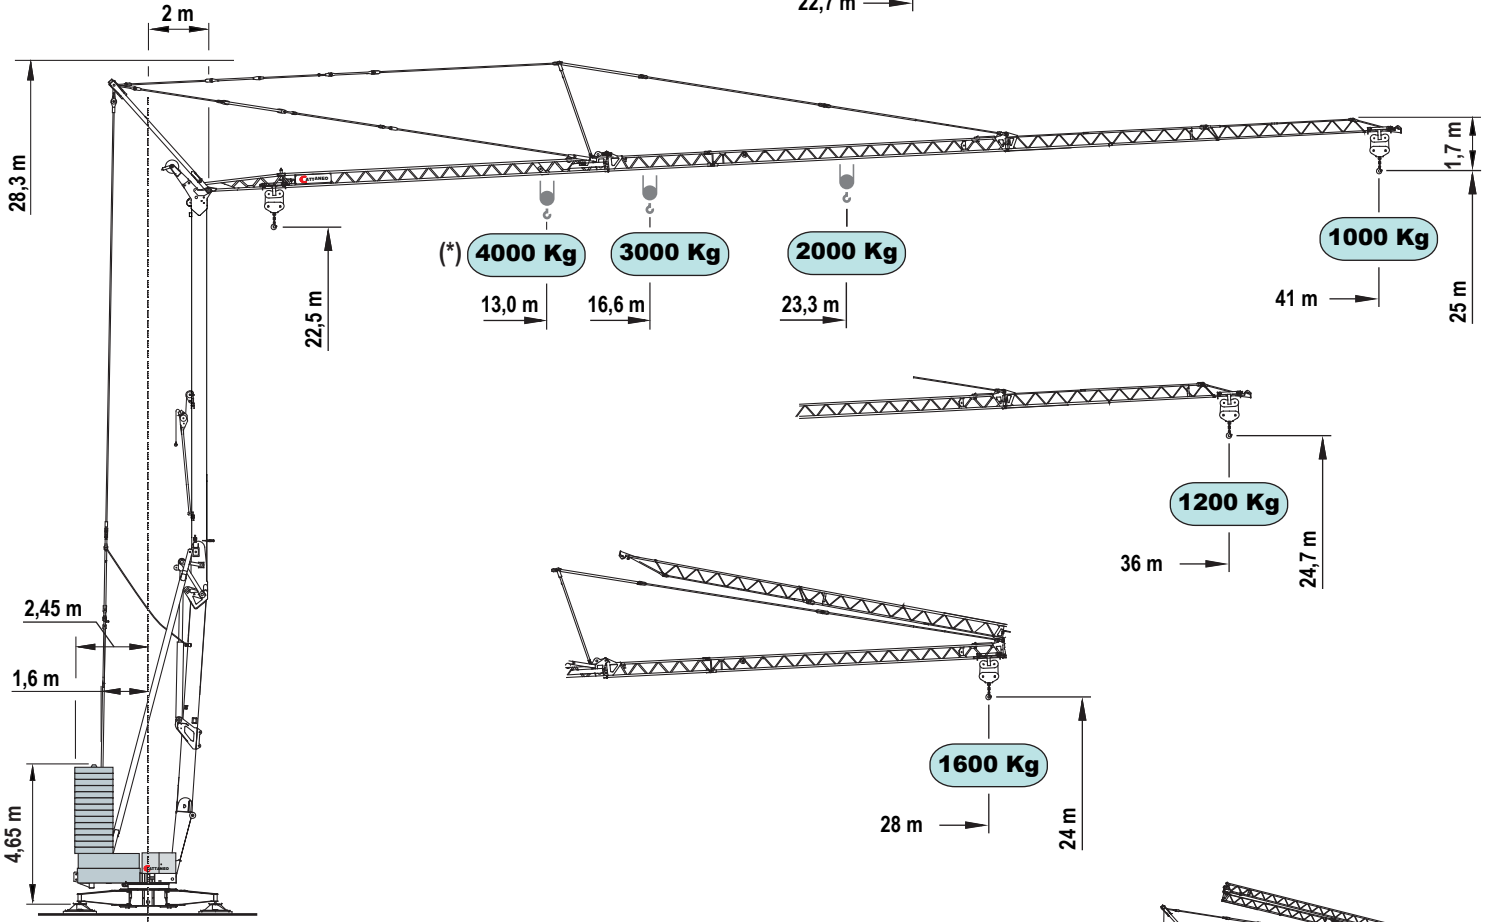 22,7 m
2 m
28,3 m
CATTANEO
1,7 m
(*) 4000 Kg
3000 Kg
2000 Kg
1000 Kg
13,0 m
16,6 m
23,3 m
41 m
22,5 m
25 m
1200 Kg
36 m
24,7 m
2,45 m
1,6 m
1600 Kg
28 m
24 m
4,65 m
CATTANEO